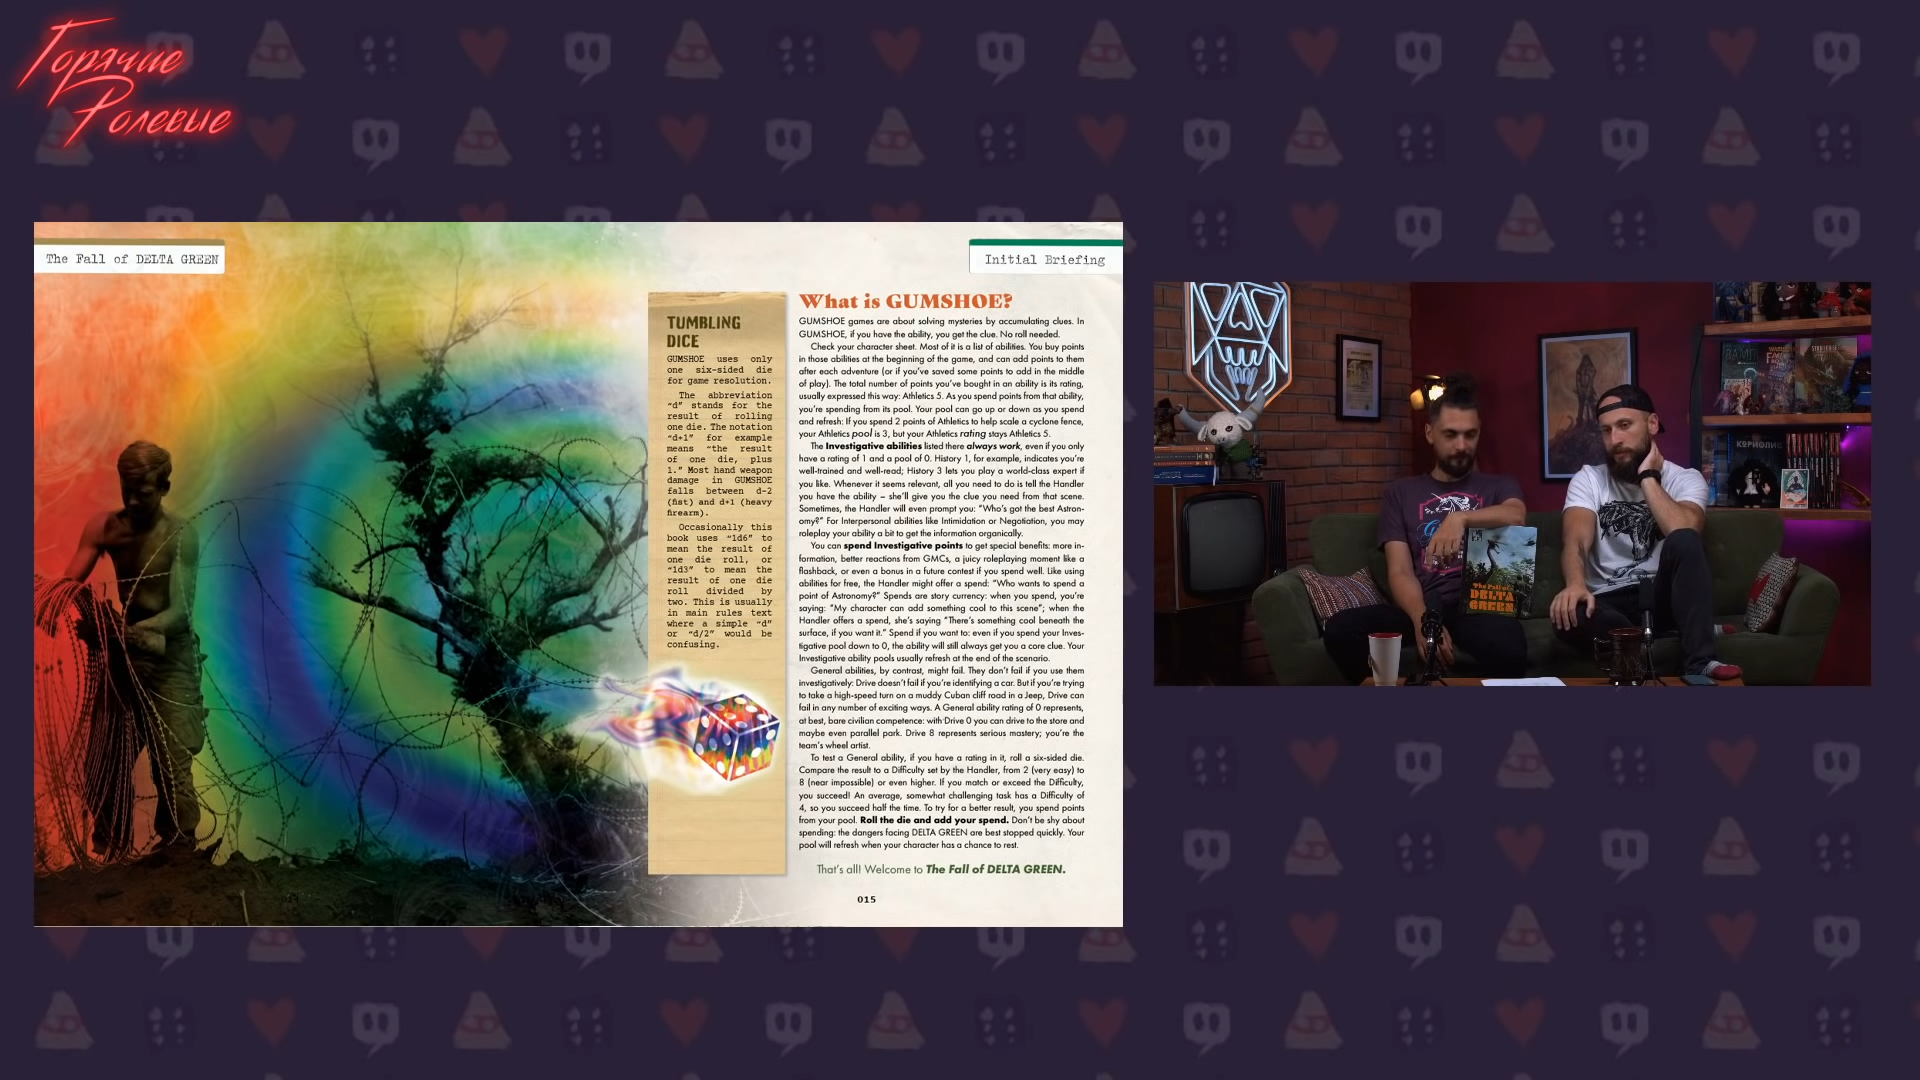 Горячие
Ролевые
The Fall of DELTA GREEN
Initial Briefing
TUMBLING
DICE
GUMSHOE uses only
one six-sided die
for game resolution.
The abbreviation
“d” stands for the
result of rolling
one die. The notation
“d+1” for example
means “the result
of one die, plus
1.” Most hand weapon
damage in GUMSHOE
falls between d-2
(fist) and d+1 (heavy
firearm).
Occasionally this
book uses “1d6” to
mean the result of
one die roll, or
“1d3” to mean the
result of one die
roll divided by
two. This is usually
in main rules text
where a simple “d”
or “d/2” would be
confusing.
What is GUMSHOE?
GUMSHOE games are about solving mysteries by accumulating clues. In
GUMSHOE, if you have the ability, you get the clue. No roll needed.
Check your character sheet. Most of it is a list of abilities. You buy points
in those abilities at the beginning of the game, and can add points to them
after each adventure (or if you’ve saved some points to add in the middle
of play). The total number of points you’ve bought in an ability is its rating,
usually expressed this way: Athletics 5. As you spend points from that ability,
you’re spending from its pool. Your pool can go up or down as you spend
and refresh: If you spend 2 points of Athletics to help scale a cyclone fence,
your Athletics pool is 3, but your Athletics rating stays Athletics 5.
The Investigative abilities listed there always work, even if you only
have a rating of 1 and a pool of 0. History 1, for example, indicates you’re
well-trained and well-read; History 3 lets you play a world-class expert if
you like. Whenever it seems relevant, all you need to do is tell the Handler
you have the ability – she’ll give you the clue you need from that scene.
Sometimes, the Handler will even prompt you: “Who’s got the best Astron-
omy?” For Interpersonal abilities like Intimidation or Negotiation, you may
roleplay your ability a bit to get the information organically.
You can spend Investigative points to get special benefits: more in-
formation, better reactions from GMCs, a juicy roleplaying moment like a
flashback, or even a bonus in a future contest if you spend well. Like using
abilities for free, the Handler might offer a spend: “Who wants to spend a
point of Astronomy?” Spends are story currency: when you spend, you’re
saying: “My character can add something cool to this scene”; when the
Handler offers a spend, she’s saying “There’s something cool beneath the
surface, if you want it.” Spend if you want to: even if you spend your Inves-
tigative pool down to 0, the ability will still always get you a core clue. Your
Investigative ability pools usually refresh at the end of the scenario.
General abilities, by contrast, might fail. They don’t fail if you use them
investigatively: Drive doesn’t fail if you’re identifying a car. But if you’re trying
to take a high-speed turn on a muddy Cuban cliff road in a Jeep, Drive can
fail in any number of exciting ways. A General ability rating of 0 represents,
at best, bare civilian competence: with Drive 0 you can drive to the store and
maybe even parallel park. Drive 8 represents serious mastery; you’re the
team’s wheel artist.
To test a General ability, if you have a rating in it, roll a six-sided die.
Compare the result to a Difficulty set by the Handler, from 2 (very easy) to
8 (near impossible) or even higher. If you match or exceed the Difficulty,
you succeed! An average, somewhat challenging task has a Difficulty of
4, so you succeed half the time. To try for a better result, you spend points
from your pool. Roll the die and add your spend. Don’t be shy about
spending: the dangers facing DELTA GREEN are best stopped quickly. Your
pool will refresh when your character has a chance to rest.
That’s all! Welcome to The Fall of DELTA GREEN.
015
The Fall of
DELTA
GREEN
КОРИОЛИС